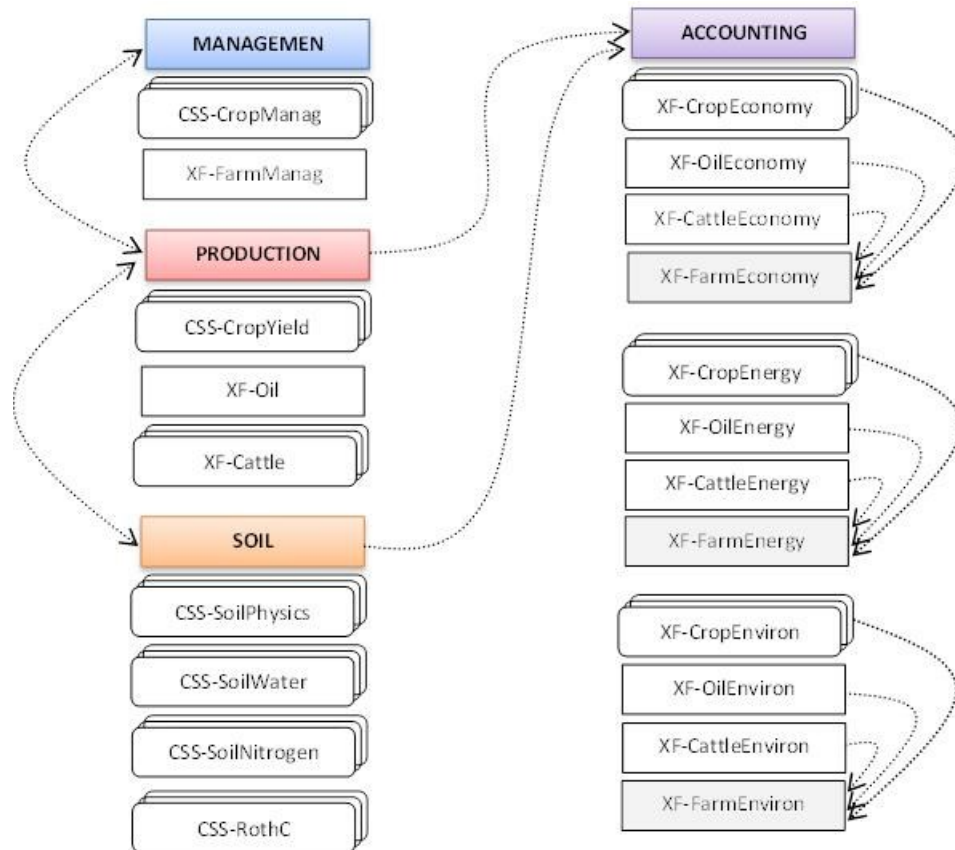 MANAGEMEN
CSS-CropManag
XF-FarmManag
PRODUCTION
CSS-CropYield
XF-Oil
XF-Cattle
SOIL
CSS-SoilPhysics
CSS-SoilWater
CSS-SoilNitrogen
CSS-RothC
ACCOUNTING
XF-CropEconomy
XF-OilEconomy
XF-CattleEconomy
XF-FarmEconomy
XF-CropEnergy
XF-OilEnergy
XF-CattleEnergy
XF-FarmEnergy
XF-CropEnviron
XF-OilEnviron
XF-CattleEnviron
XF-FarmEnviron